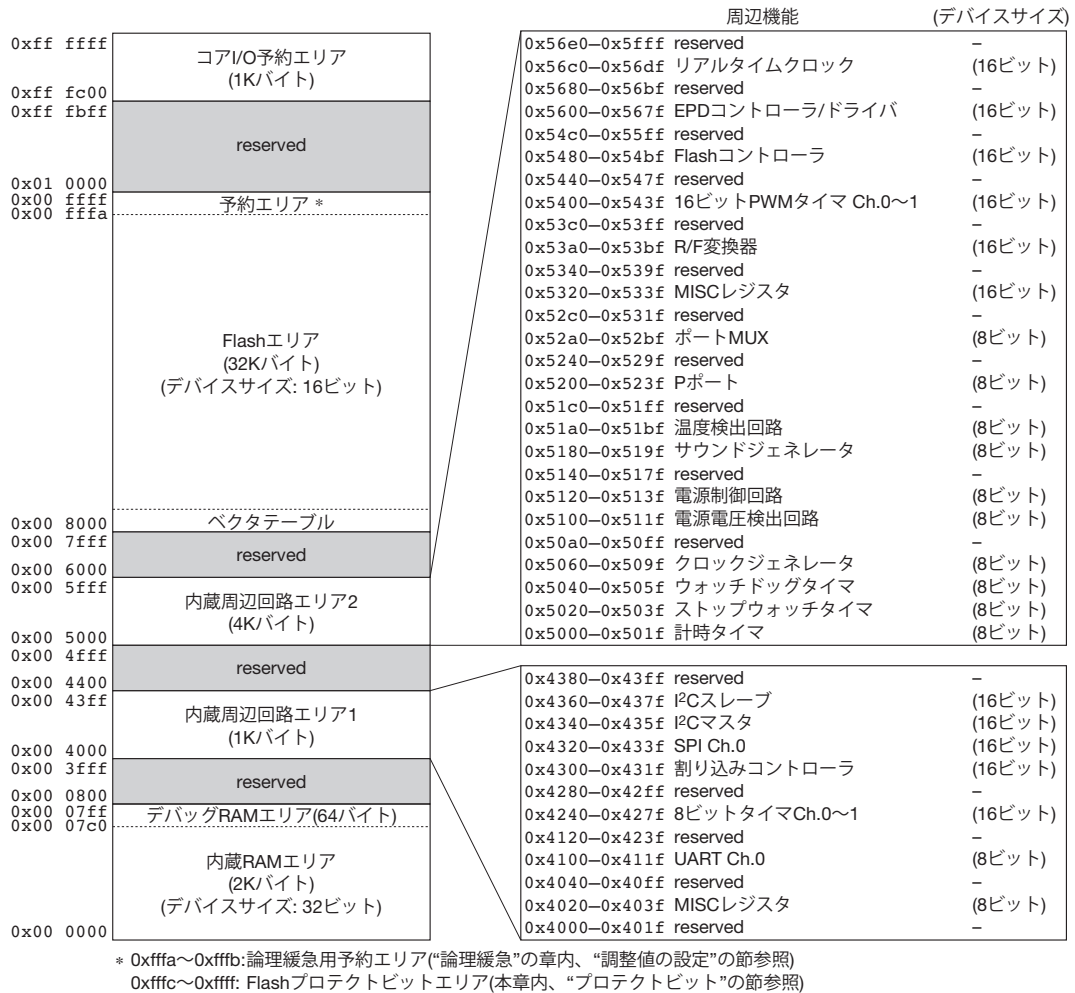 周辺機能 (デバイスサイズ)
0xff ffff
コアI/O予約エリア
(1Kバイト)
0xff fc00
0xff fbff
reserved
0x01 0000
0x00 ffff
予約エリア *
0x00 fffa
Flashエリア
(32Kバイト)
(デバイスサイズ: 16ビット)
ベクタテーブル
0x00 8000
0x00 7fff
reserved
0x00 6000
0x00 5fff
内蔵周辺回路エリア2
(4Kバイト)
0x00 5000
0x00 4fff
reserved
0x00 4400
0x00 43ff
内蔵周辺回路エリア1
(1Kバイト)
0x00 4000
0x00 3fff
reserved
0x00 0800
0x00 07ff
デバッグRAMエリア(64バイト)
0x00 07c0
内蔵RAMエリア
(2Kバイト)
(デバイスサイズ: 32ビット)
0x00 0000
0x56e0–0x5fff reserved –
0x56c0–0x56df リアルタイムクロック (16ビット)
0x5680–0x56bf reserved –
0x5600–0x567f EPDコントローラ/ドライバ (16ビット)
0x54c0–0x55ff reserved –
0x5480–0x54bf Flashコントローラ (16ビット)
0x5440–0x547f reserved –
0x5400–0x543f 16ビットPWMタイマ Ch.0～1 (16ビット)
0x53c0–0x53ff reserved –
0x53a0–0x53bf R/F変換器 (16ビット)
0x5340–0x539f reserved –
0x5320–0x533f MISCレジスタ (16ビット)
0x52c0–0x531f reserved –
0x52a0–0x52bf ポートMUX (8ビット)
0x5240–0x529f reserved –
0x5200–0x523f Pポート (8ビット)
0x51c0–0x51ff reserved –
0x51a0–0x51bf 温度検出回路 (8ビット)
0x5180–0x519f サウンドジェネレータ (8ビット)
0x5140–0x517f reserved –
0x5120–0x513f 電源制御回路 (8ビット)
0x5100–0x511f 電源電圧検出回路 (8ビット)
0x50a0–0x50ff reserved –
0x5060–0x509f クロックジェネレータ (8ビット)
0x5040–0x505f ウォッチドッグタイマ (8ビット)
0x5020–0x503f ストップウォッチタイマ (8ビット)
0x5000–0x501f 計時タイマ (8ビット)
0x4380–0x43ff reserved –
0x4360–0x437f I²Cスレーブ (16ビット)
0x4340–0x435f I²Cマスタ (16ビット)
0x4320–0x433f SPI Ch.0 (16ビット)
0x4300–0x431f 割り込みコントローラ (16ビット)
0x4280–0x42ff reserved –
0x4240–0x427f 8ビットタイマCh.0～1 (16ビット)
0x4120–0x423f reserved –
0x4100–0x411f UART Ch.0 (8ビット)
0x4040–0x40ff reserved –
0x4020–0x403f MISCレジスタ (8ビット)
0x4000–0x401f reserved –
* 0xfffa～0xfffb:論理緩急用予約エリア(“論理緩急”の章内、“調整値の設定”の節参照)
0xfffc～0xffff: Flashプロテクトビットエリア(本章内、“プロテクトビット”の節参照)